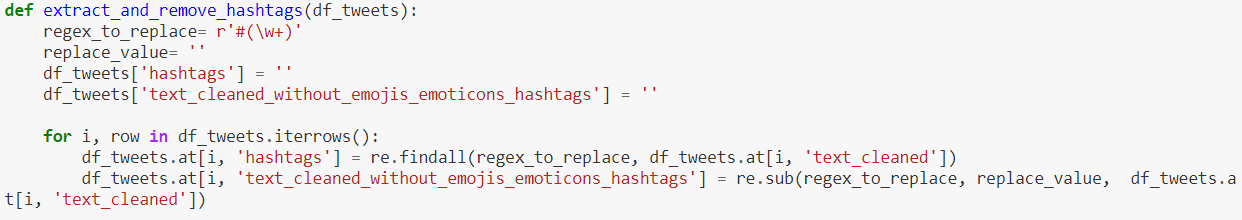 def extract_and_remove_hashtags(df_tweets):
    regex_to_replace= r'#(\w+)'
    replace_value= ''
    df_tweets['hashtags'] = ''
    df_tweets['text_cleaned_without_emojis_emoticons_hashtags'] = ''

    for i, row in df_tweets.iterrows():
        df_tweets.at[i, 'hashtags'] = re.findall(regex_to_replace, df_tweets.at[i, 'text_cleaned'])
        df_tweets.at[i, 'text_cleaned_without_emojis_emoticons_hashtags'] = re.sub(regex_to_replace, replace_value,  df_tweets.a
t[i, 'text_cleaned'])